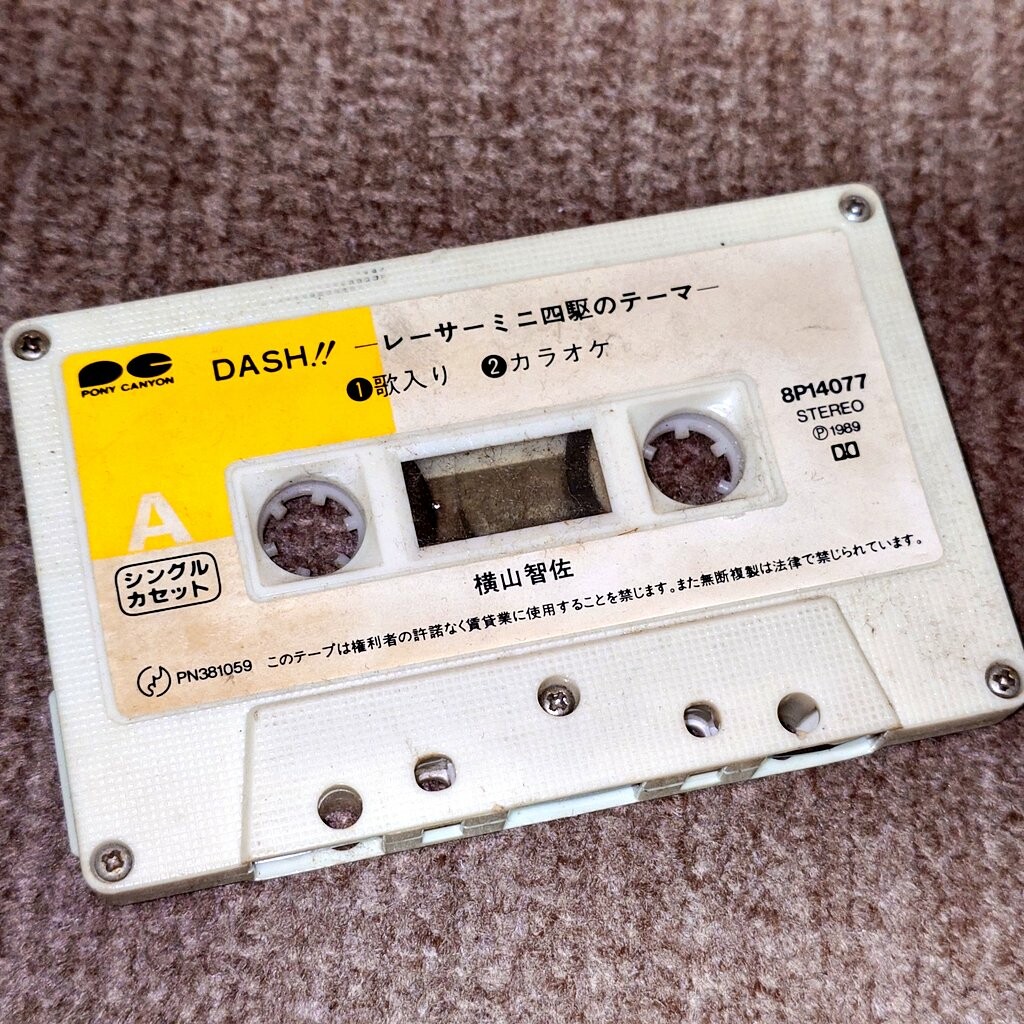 PONY CANYON
DASH!! —レーサーミニ四駆のテーマ—
❶歌入り ❷カラオケ
8P14077
STEREO
Ⓟ1989
A
シングル
カセット
横山智佐
PN381059 このテープは権利者の許諾なく賃貸業に使用することを禁じます。また無断複製は法律で禁じられています。